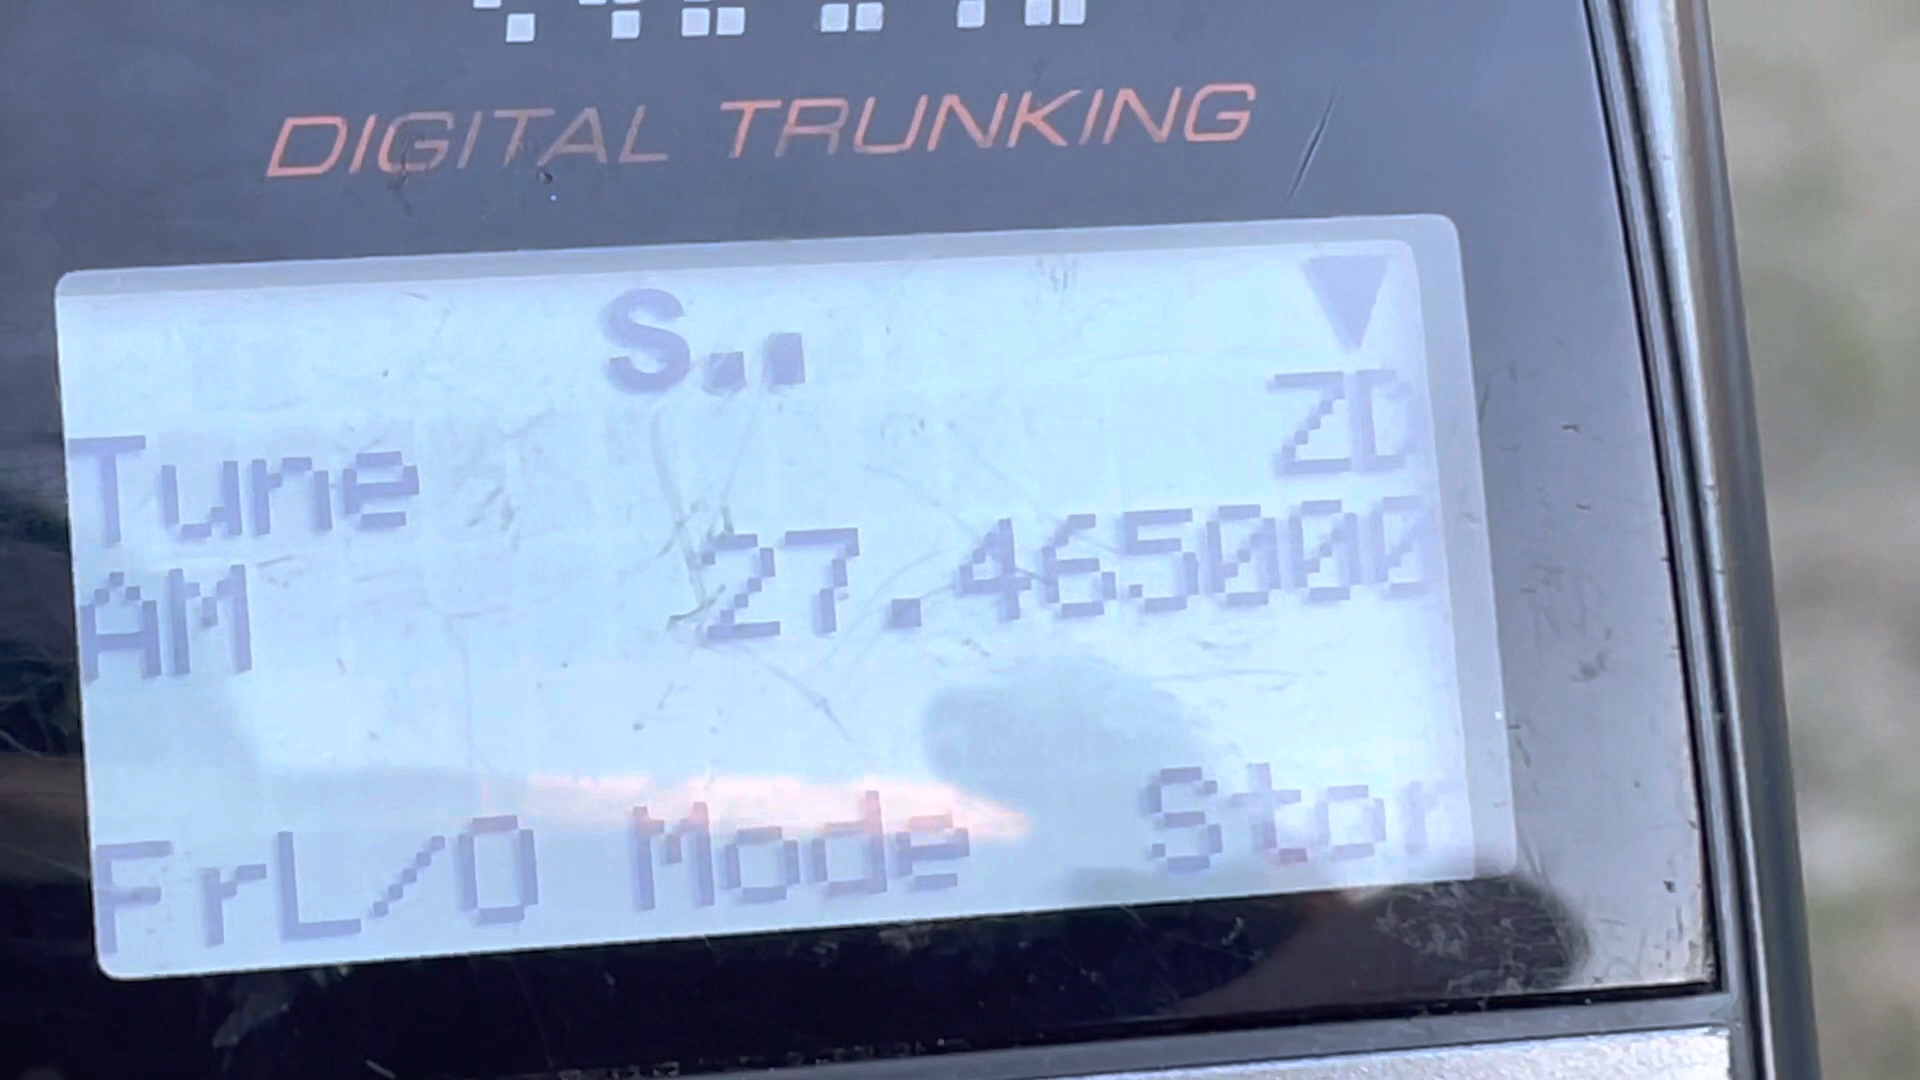 DIGITAL TRUNKING
S
Tune ZD
AM 27.465000
FrL/O Mode Stor